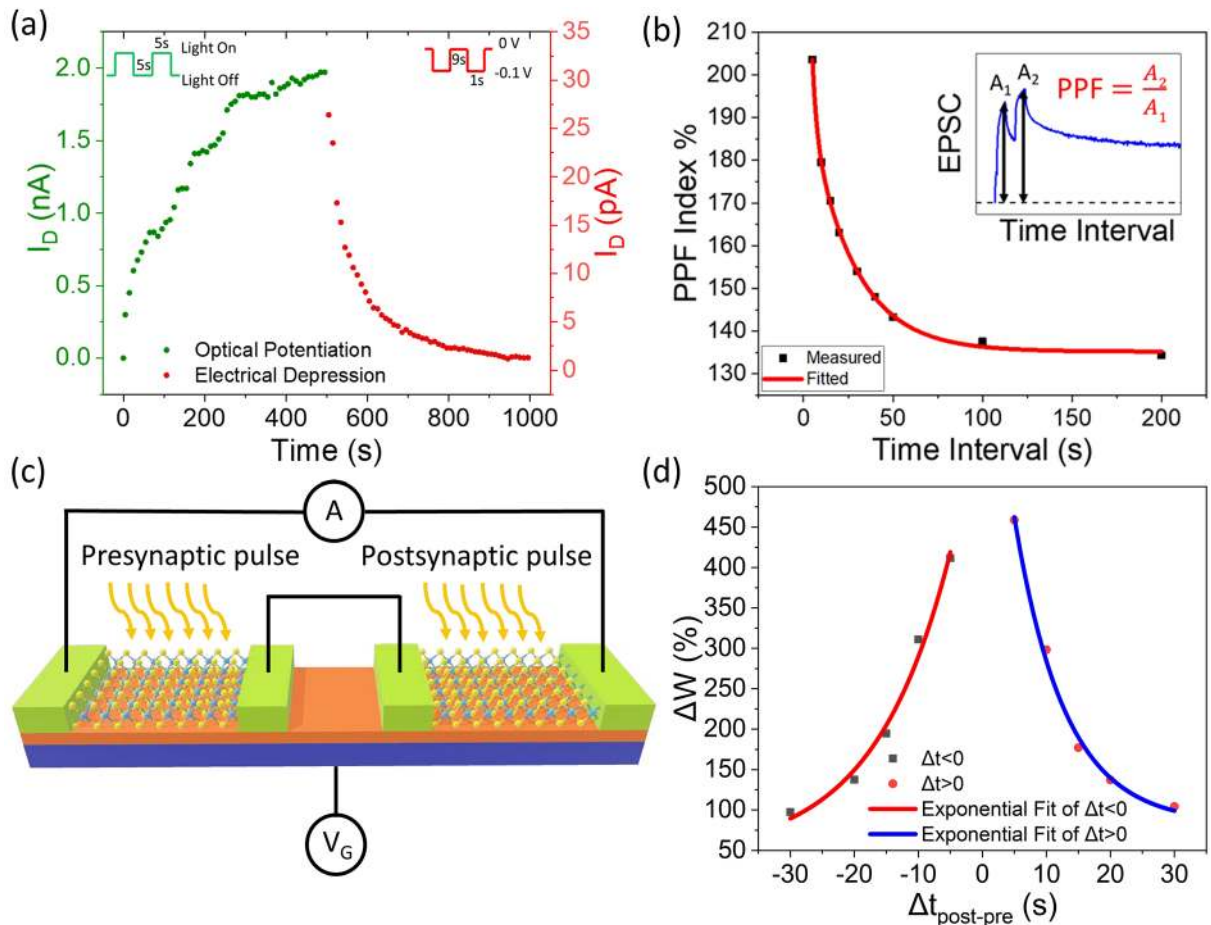 (a)
5s
Light On
5s
Light Off
9s
0 V
-0.1 V
1s
2.0
1.5
1.0
0.5
0.0
I_D (nA)
35
30
25
20
15
10
5
0
I_D (pA)
Optical Potentiation
Electrical Depression
0 200 400 600 800 1000
Time (s)
(b)
210
200
190
180
170
160
150
140
130
PPF Index %
A₁ A₂
PPF = A₂/A₁
EPSC
Time Interval
Measured
Fitted
0 50 100 150 200
Time Interval (s)
(c)
A
Presynaptic pulse
Postsynaptic pulse
V_G
(d)
500
450
400
350
300
250
200
150
100
50
ΔW (%)
Δt<0
Δt>0
Exponential Fit of Δt<0
Exponential Fit of Δt>0
-30 -20 -10 0 10 20 30
Δt_post-pre (s)